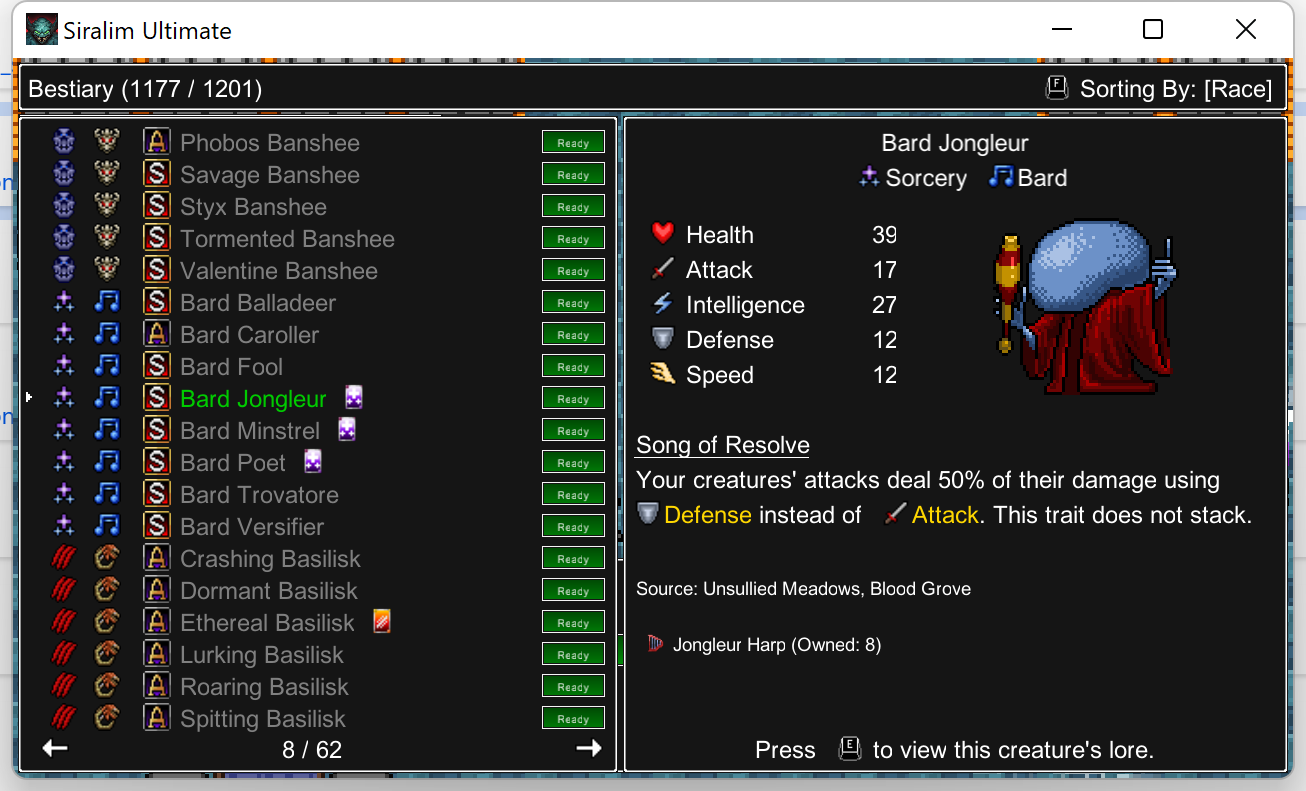 Siralim Ultimate
Bestiary (1177 / 1201)
F Sorting By: [Race]
A Phobos Banshee Ready
S Savage Banshee Ready
S Styx Banshee Ready
S Tormented Banshee Ready
S Valentine Banshee Ready
S Bard Balladeer Ready
A Bard Caroller Ready
S Bard Fool Ready
S Bard Jongleur Ready
S Bard Minstrel Ready
S Bard Poet Ready
S Bard Trovatore Ready
S Bard Versifier Ready
A Crashing Basilisk Ready
A Dormant Basilisk Ready
A Ethereal Basilisk Ready
A Lurking Basilisk Ready
A Roaring Basilisk Ready
A Spitting Basilisk Ready
8 / 62
Bard Jongleur
Sorcery Bard
Health 39
Attack 17
Intelligence 27
Defense 12
Speed 12
Song of Resolve
Your creatures' attacks deal 50% of their damage using
Defense instead of Attack. This trait does not stack.
Source: Unsullied Meadows, Blood Grove
Jongleur Harp (Owned: 8)
Press E to view this creature's lore.